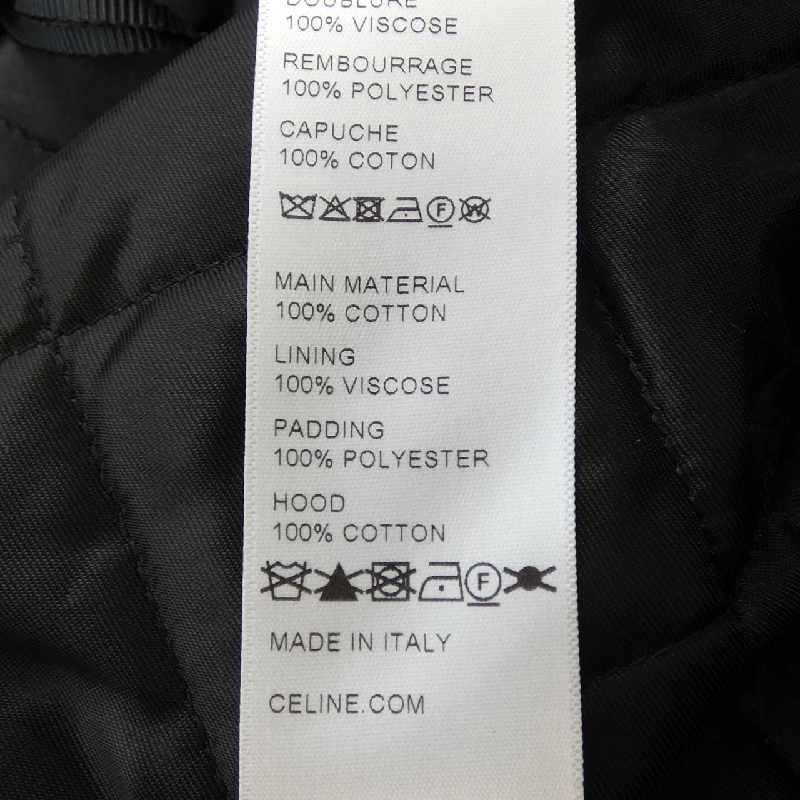 DOUBLURE
100% VISCOSE
REMBOURRAGE
100% POLYESTER
CAPUCHE
100% COTON
F W
MAIN MATERIAL
100% COTTON
LINING
100% VISCOSE
PADDING
100% POLYESTER
HOOD
100% COTTON
F
MADE IN ITALY
CELINE.COM